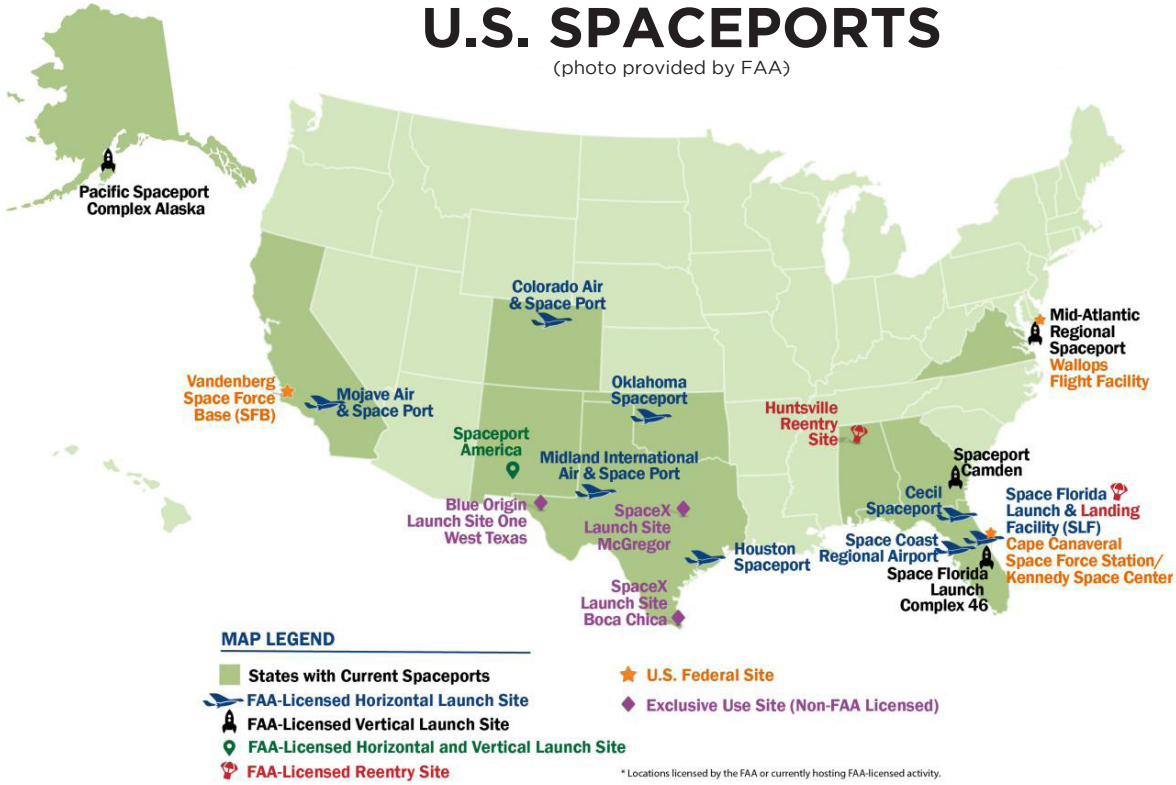 U.S. SPACEPORTS
(photo provided by FAA)
Pacific Spaceport
Complex Alaska
Colorado Air
& Space Port
Mid-Atlantic
Regional
Spaceport
Wallops
Flight Facility
Vandenberg
Space Force
Base (SFB)
Mojave Air
& Space Port
Oklahoma
Spaceport
Huntsville
Reentry
Site
Spaceport
America
Midland International
Air & Space Port
Spaceport
Camden
Blue Origin
Launch Site One
West Texas
SpaceX
Launch Site
McGregor
Cecil
Spaceport
Space Florida
Launch & Landing
Facility (SLF)
Cape Canaveral
Space Force Station/
Kennedy Space Center
Space Coast
Regional Airport
Houston
Spaceport
Space Florida
Launch
Complex 46
SpaceX
Launch Site
Boca Chica
MAP LEGEND
States with Current Spaceports
FAA-Licensed Horizontal Launch Site
FAA-Licensed Vertical Launch Site
FAA-Licensed Horizontal and Vertical Launch Site
FAA-Licensed Reentry Site
U.S. Federal Site
Exclusive Use Site (Non-FAA Licensed)
* Locations licensed by the FAA or currently hosting FAA-licensed activity.